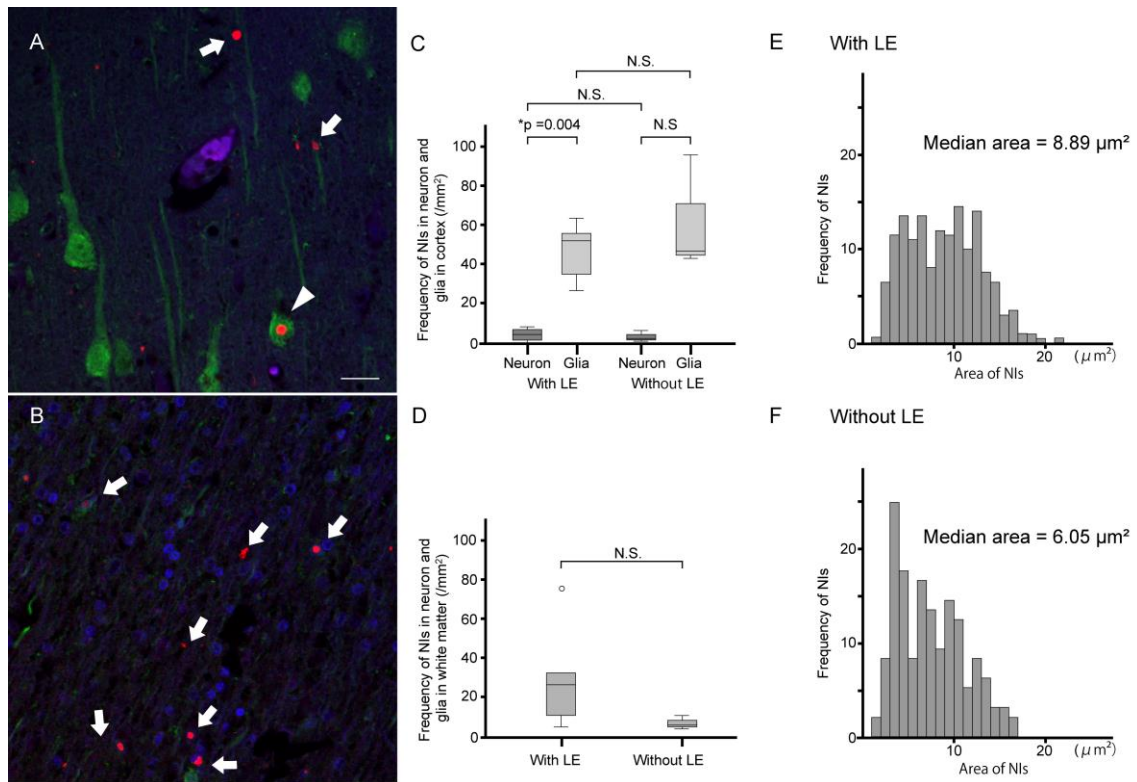 A
B
C
N.S.
N.S.
*p =0.004
N.S
Frequency of NIs in neuron and
glia in cortex (/mm²)
100
80
60
40
20
0
Neuron Glia Neuron Glia
With LE Without LE
D
N.S.
Frequency of NIs in neuron and
glia in white matter (/mm²)
100
80
60
40
20
0
With LE Without LE
E With LE
Median area = 8.89 µm²
Frequency of NIs
20
10
0
10 20 (µm²)
Area of NIs
F Without LE
Median area = 6.05 µm²
Frequency of NIs
20
10
0
10 20 (µm²)
Area of NIs